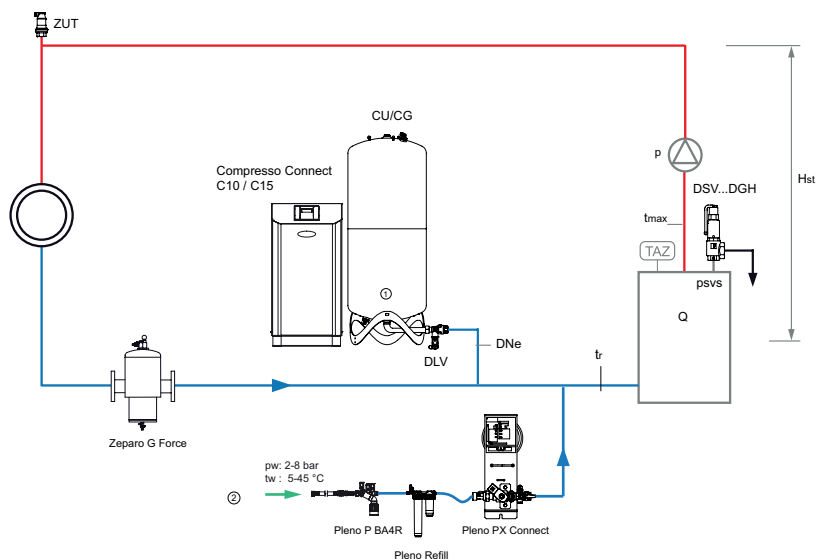 ZUT
CU/CG
Compresso Connect
C10 / C15
p
DSV...DGH
Hst
tmax
TAZ
psvs
1
Q
DNe
DLV
tr
Zeparo G Force
pw: 2-8 bar
tw : 5-45 °C
2
Pleno P BA4R
Pleno PX Connect
Pleno Refill